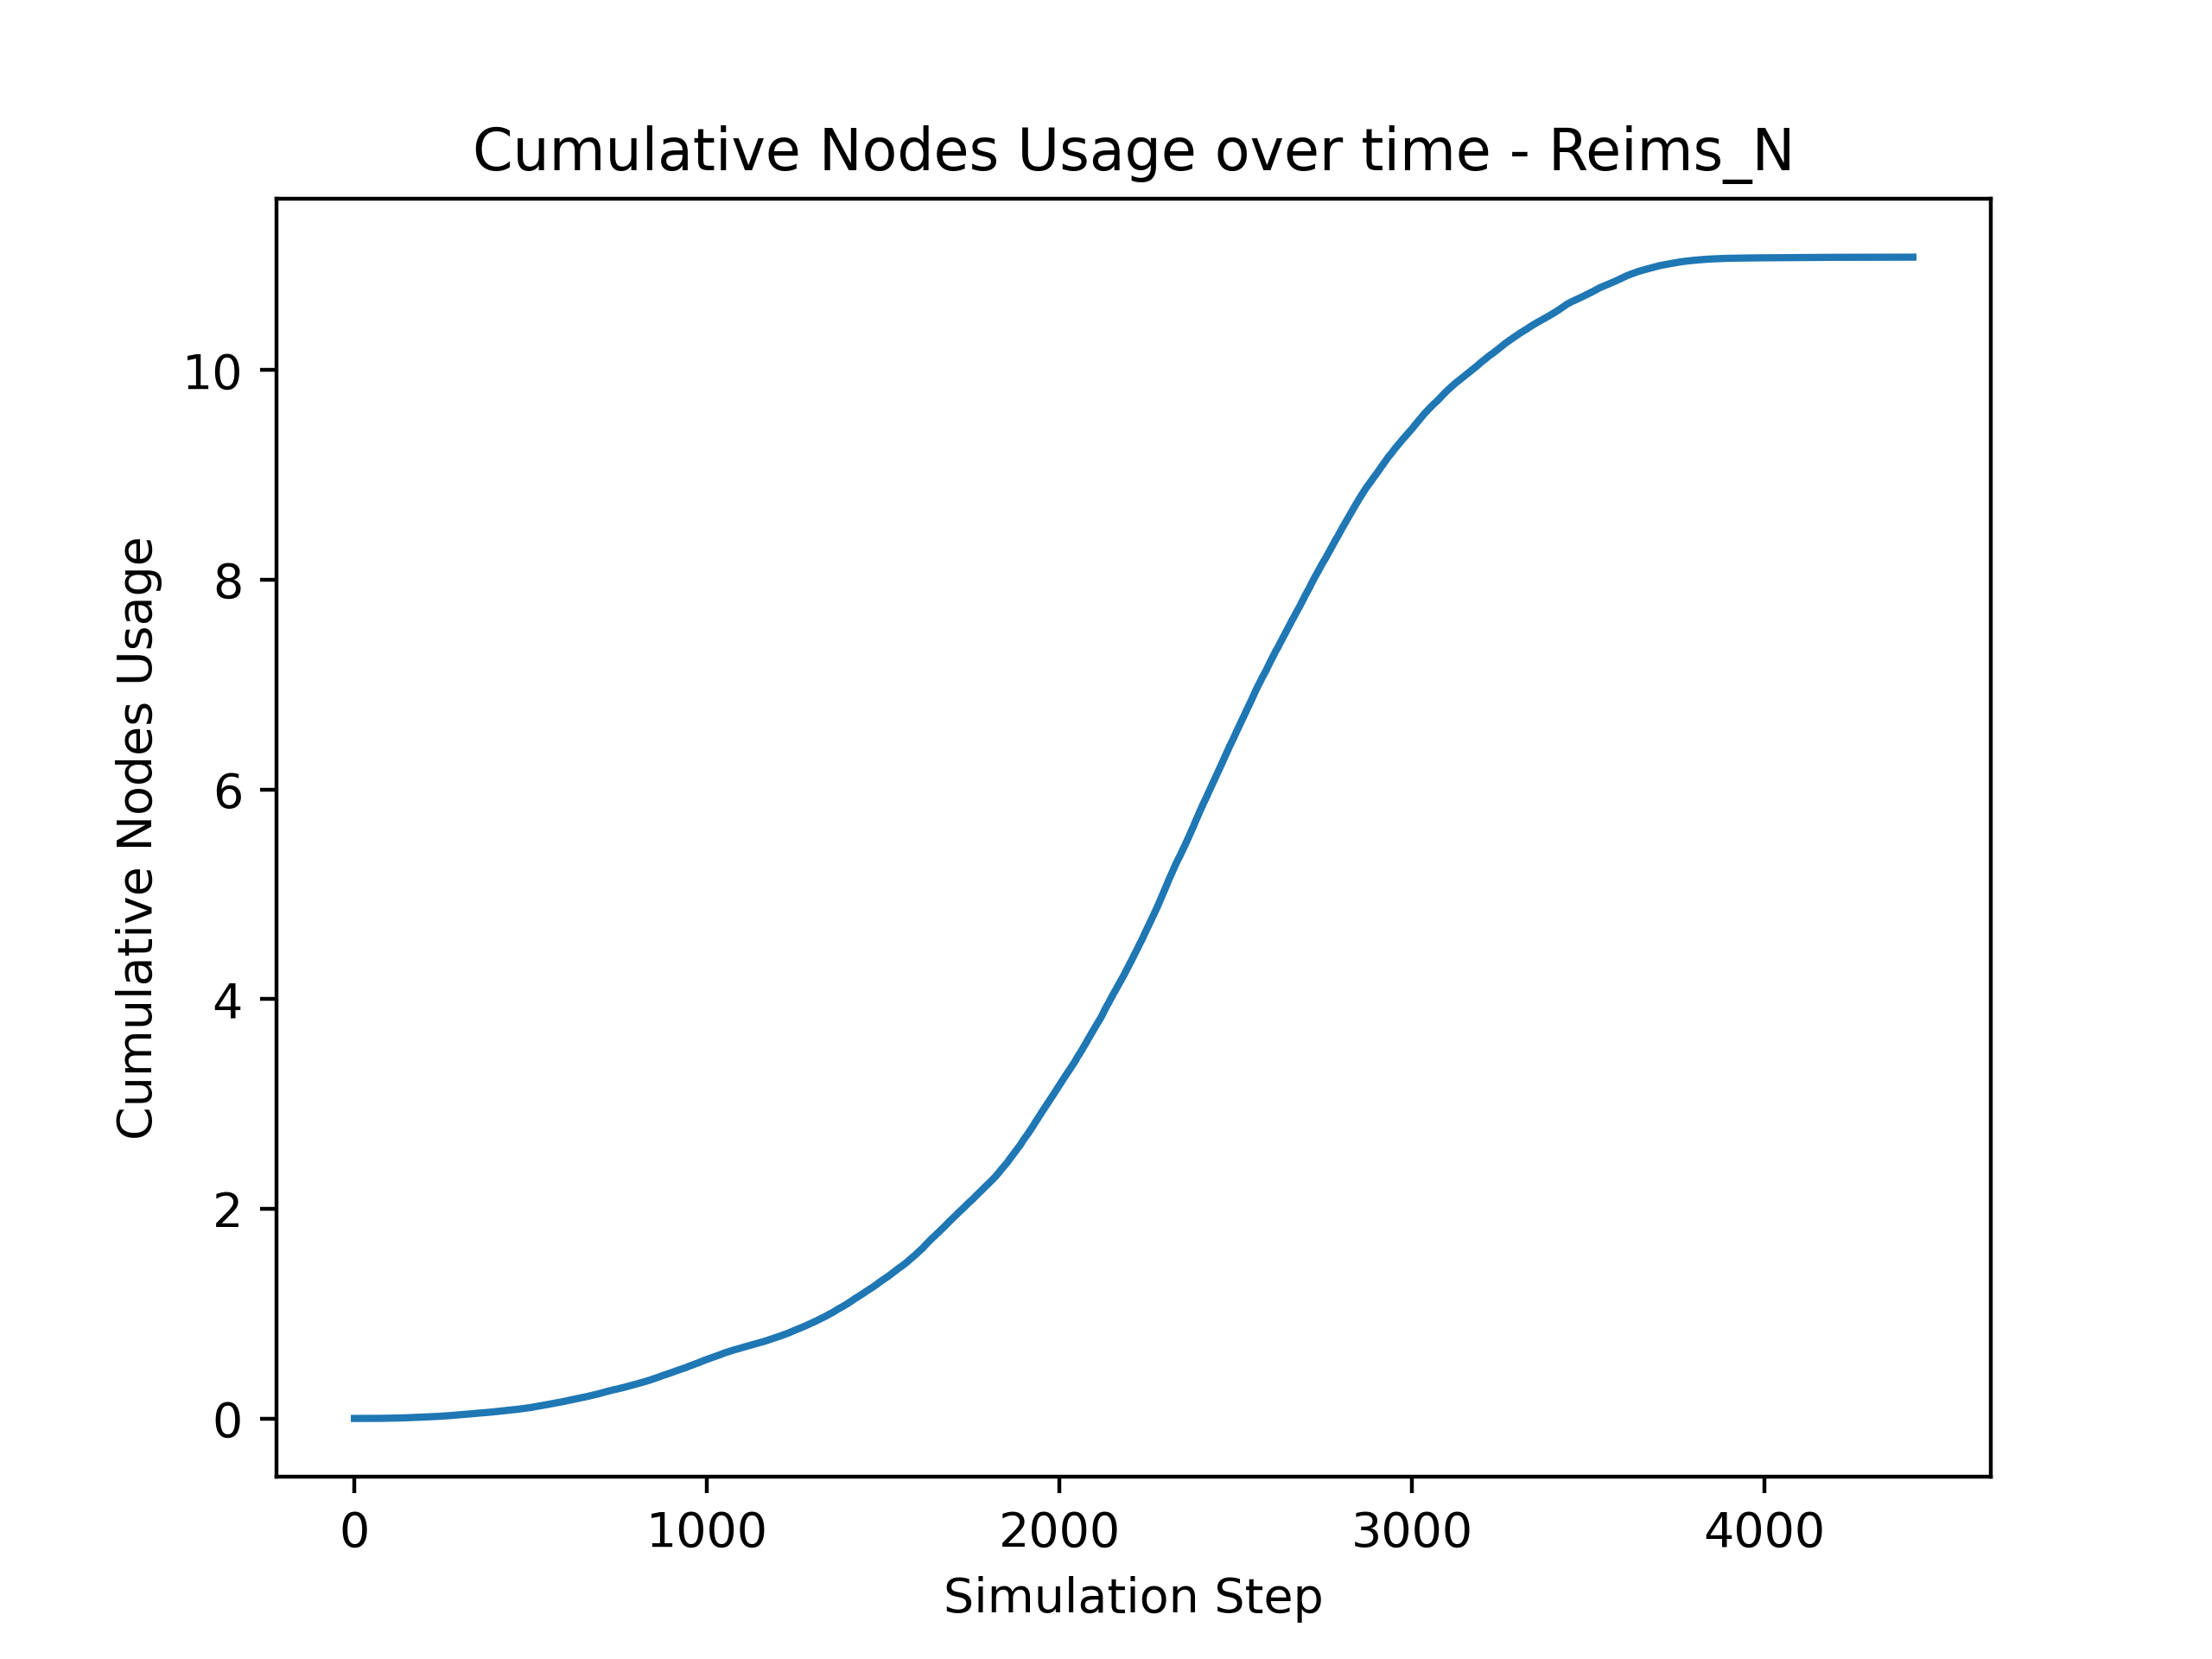 Cumulative Nodes Usage over time - Reims_N
Cumulative Nodes Usage
10
8
6
4
2
0
0 1000 2000 3000 4000
Simulation Step